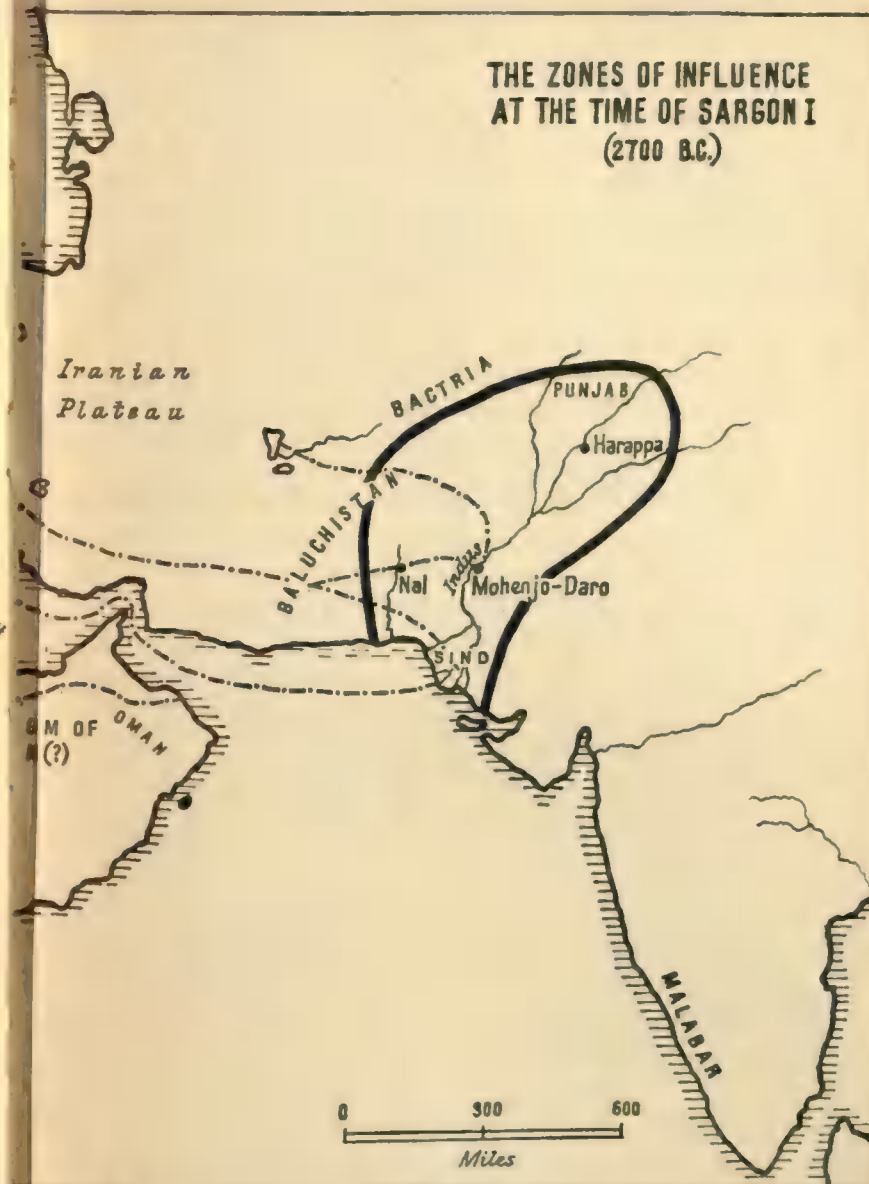 THE ZONES OF INFLUENCE
AT THE TIME OF SARGON I
(2700 B.C.)
Iranian
Plateau
BACTRIA
PUNJAB
Harappa
BALUCHISTAN
Nal
Indus
Mohenjo-Daro
SIND
OMAN
M OF
(?)
MALABAR
0 300 600
Miles